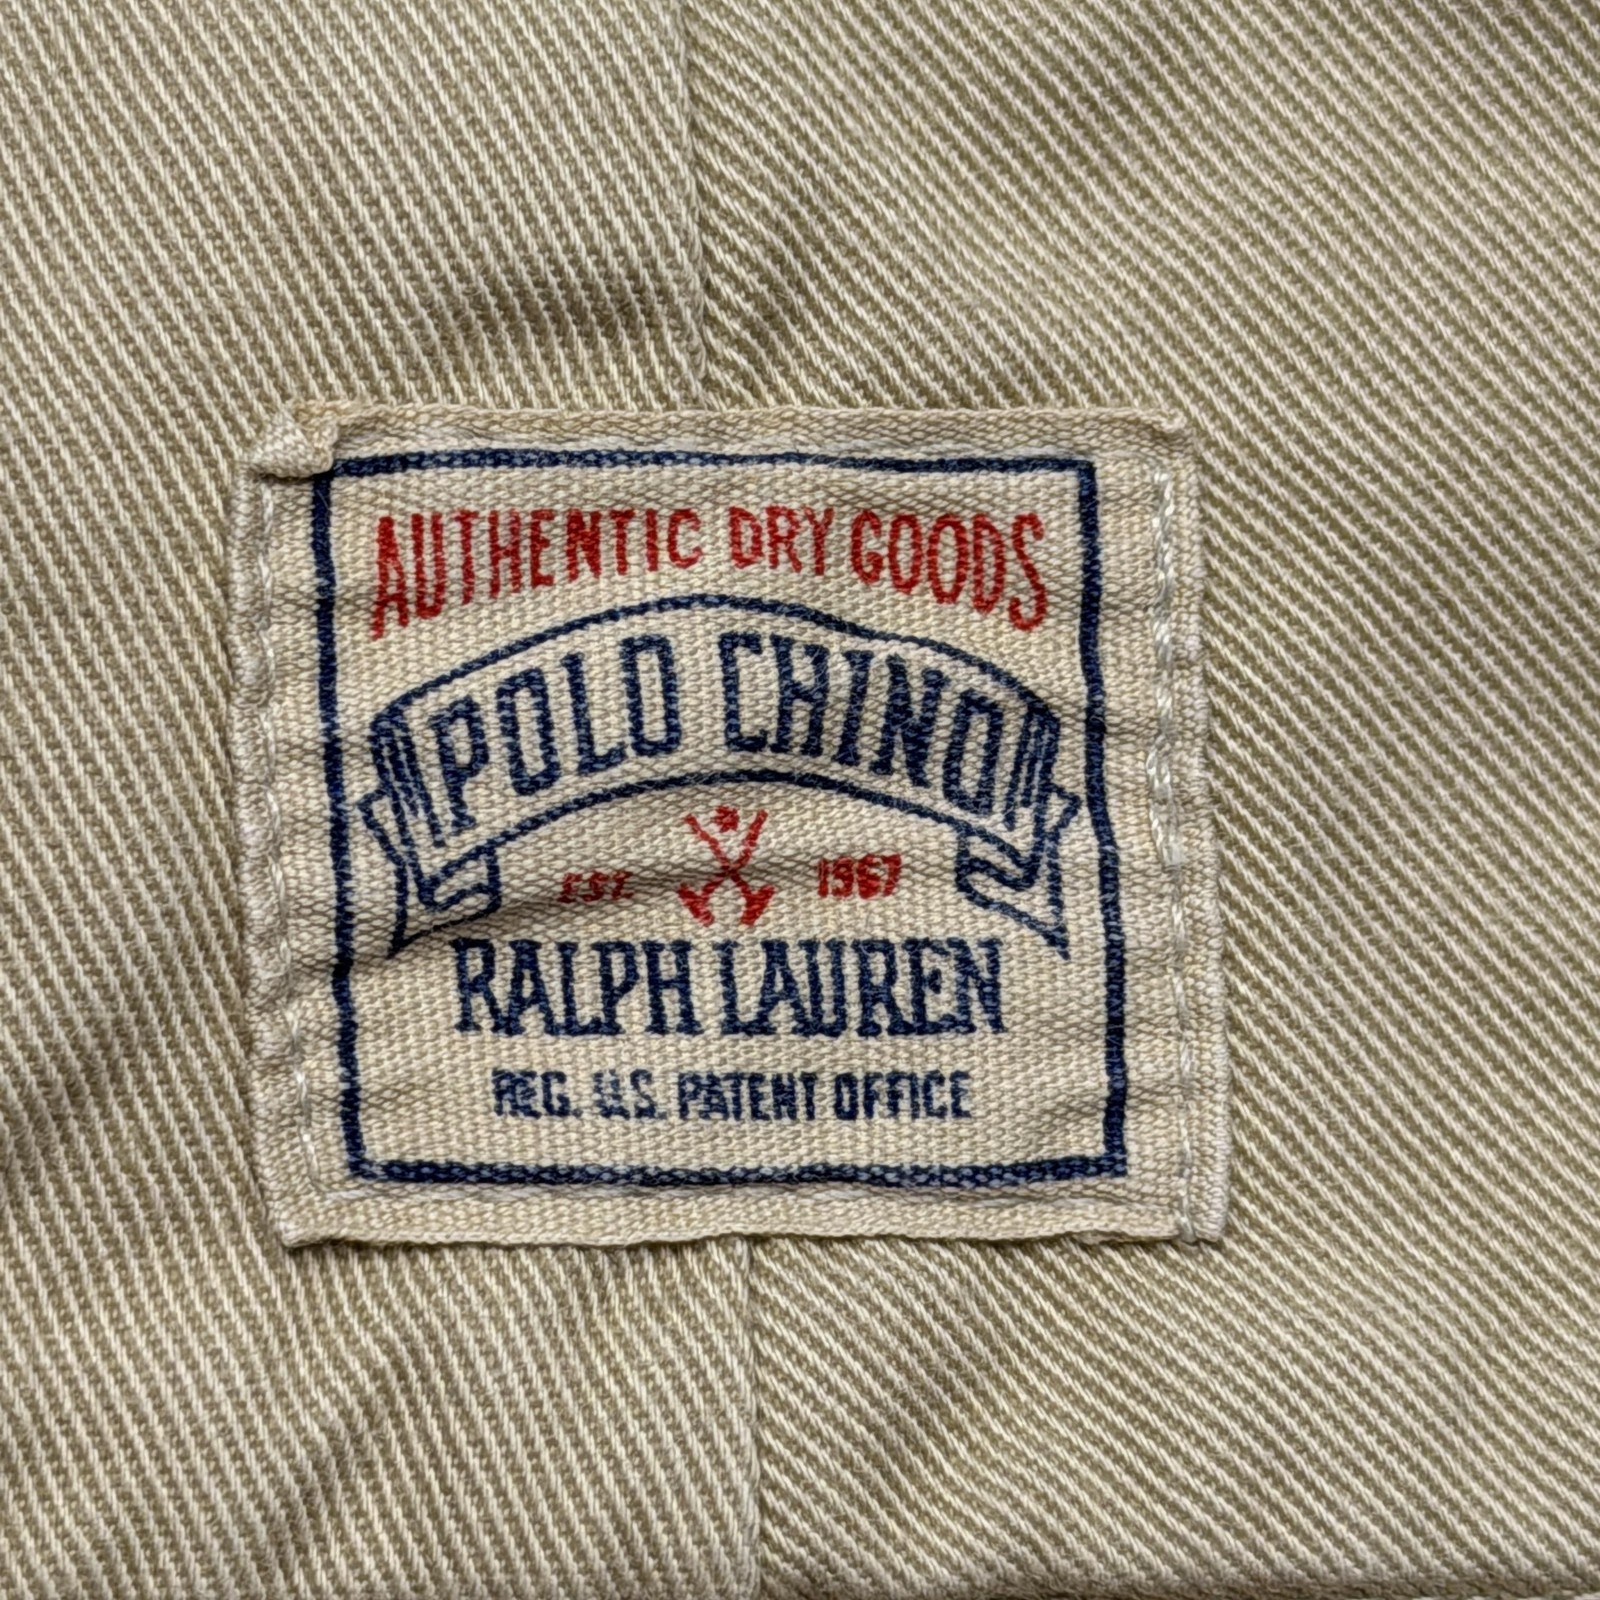 AUTHENTIC DRY GOODS
POLO CHINO
EST. 1967
RALPH LAUREN
REG. U.S. PATENT OFFICE